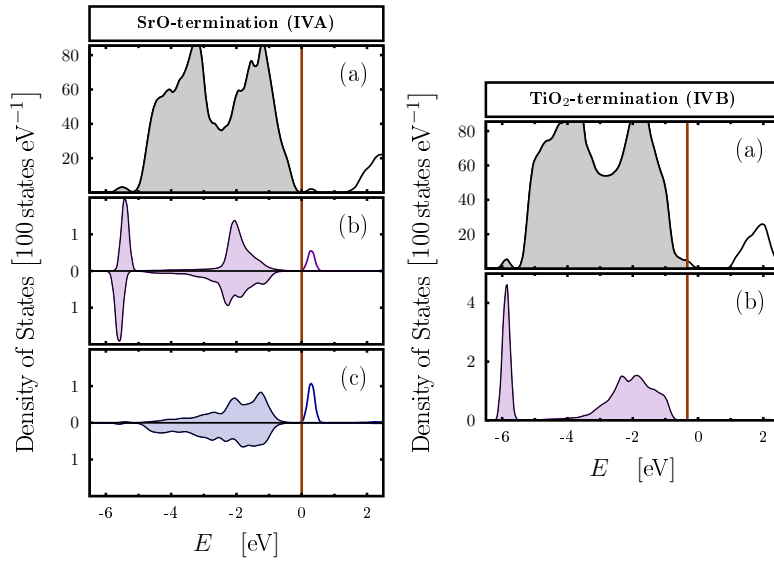 SrO-termination (IVA)
Density of States [100 states eV⁻¹]
80
60
40
20
(a)
1
0
1
(b)
1
0
1
(c)
-6 -4 -2 0 2
E [eV]
TiO₂-termination (IVB)
Density of States [100 states eV⁻¹]
80
60
40
20
(a)
4
2
0
(b)
-6 -4 -2 0 2
E [eV]